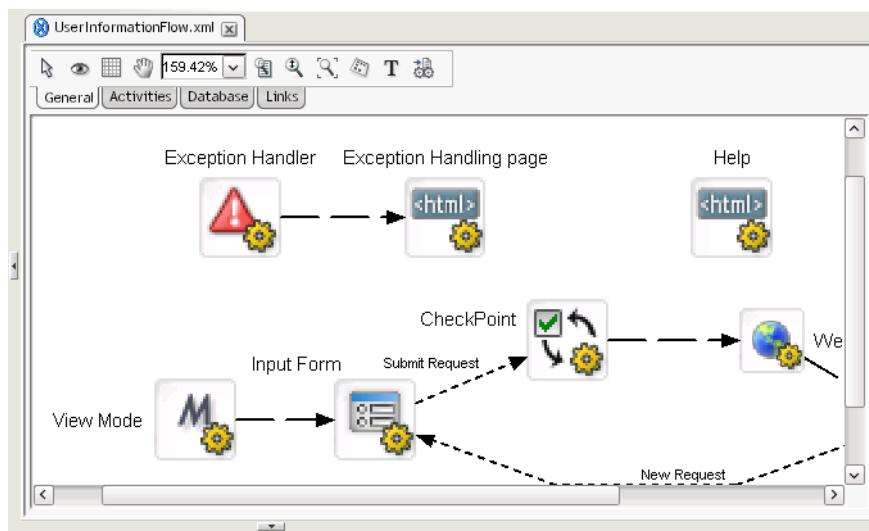 UserInformationFlow.xml
159.42%
T
General Activities Database Links
Exception Handler Exception Handling page Help
<html> <html>
CheckPoint
We
Input Form Submit Request
View Mode M
New Request